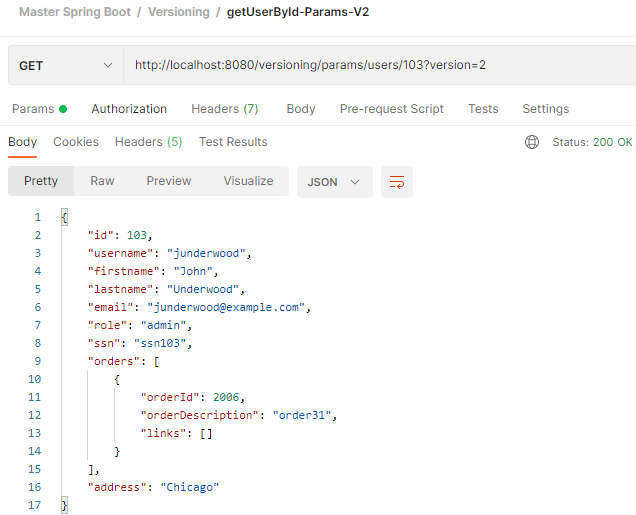 Master Spring Boot / Versioning / getUserById-Params-V2
GET http://localhost:8080/versioning/params/users/103?version=2
Params Authorization Headers (7) Body Pre-request Script Tests Settings
Body Cookies Headers (5) Test Results Status: 200 OK
Pretty Raw Preview Visualize JSON
1 {
2 "id": 103,
3 "username": "junderwood",
4 "firstname": "John",
5 "lastname": "Underwood",
6 "email": "junderwood@example.com",
7 "role": "admin",
8 "ssn": "ssn103",
9 "orders": [
10 {
11 "orderId": 2006,
12 "orderDescription": "order31",
13 "links": []
14 }
15 ],
16 "address": "Chicago"
17 }